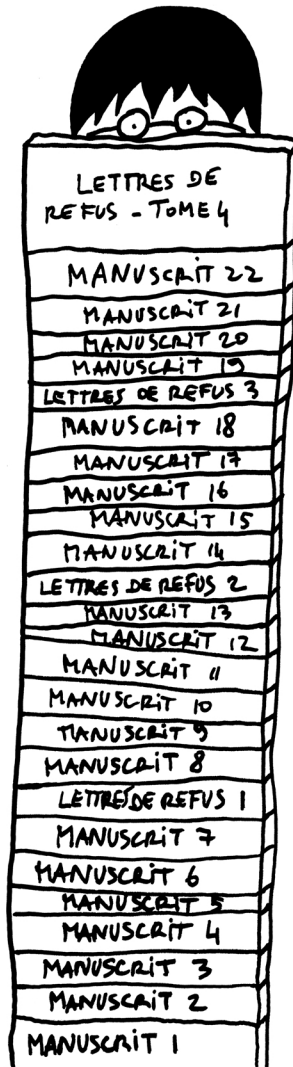 LETTRES DE
REFUS - TOME 4
MANUSCRIT 22
MANUSCRIT 21
MANUSCRIT 20
MANUSCRIT 19
LETTRES DE REFUS 3
MANUSCRIT 18
MANUSCRIT 17
MANUSCRIT 16
MANUSCRIT 15
MANUSCRIT 14
LETTRES DE REFUS 2
MANUSCRIT 13
MANUSCRIT 12
MANUSCRIT 11
MANUSCRIT 10
MANUSCRIT 9
MANUSCRIT 8
LETTRES DE REFUS 1
MANUSCRIT 7
MANUSCRIT 6
MANUSCRIT 5
MANUSCRIT 4
MANUSCRIT 3
MANUSCRIT 2
MANUSCRIT 1